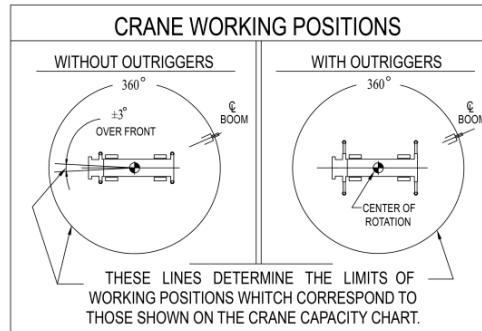 CRANE WORKING POSITIONS
WITHOUT OUTRIGGERS
360°
±3°
OVER FRONT
℄
BOOM
WITH OUTRIGGERS
360°
℄
BOOM
CENTER OF
ROTATION
THESE LINES DETERMINE THE LIMITS OF
WORKING POSITIONS WHITCH CORRESPOND TO
THOSE SHOWN ON THE CRANE CAPACITY CHART.